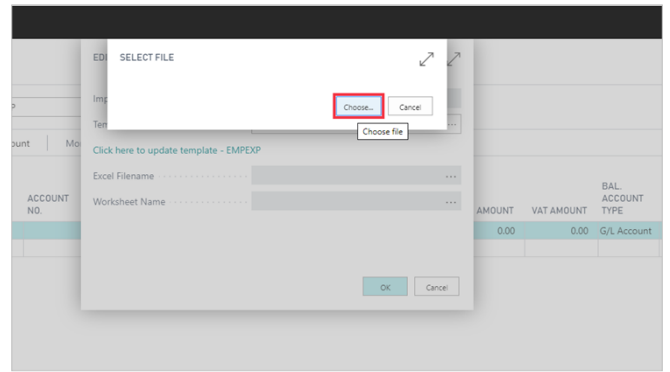 EDI
SELECT FILE
Imp
Choose...
Cancel
Tem
...
Choose file
ount
Mo
Click here to update template - EMPEXP
Excel Filename
...
Worksheet Name
...
ACCOUNT NO.
AMOUNT
VAT AMOUNT
BAL. ACCOUNT TYPE
0.00
0.00
G/L Account
OK
Cancel